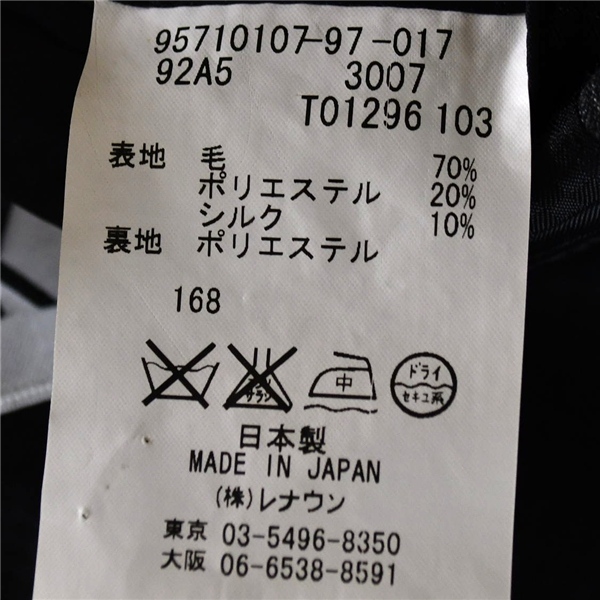 95710107-97-017
92A5 3007
T01296 103
表地 毛 70%
ポリエステル 20%
シルク 10%
裏地 ポリエステル
168
中
ドライ
セキユ系
日本製
MADE IN JAPAN
(株)レナウン
東京 03-5496-8350
大阪 06-6538-8591